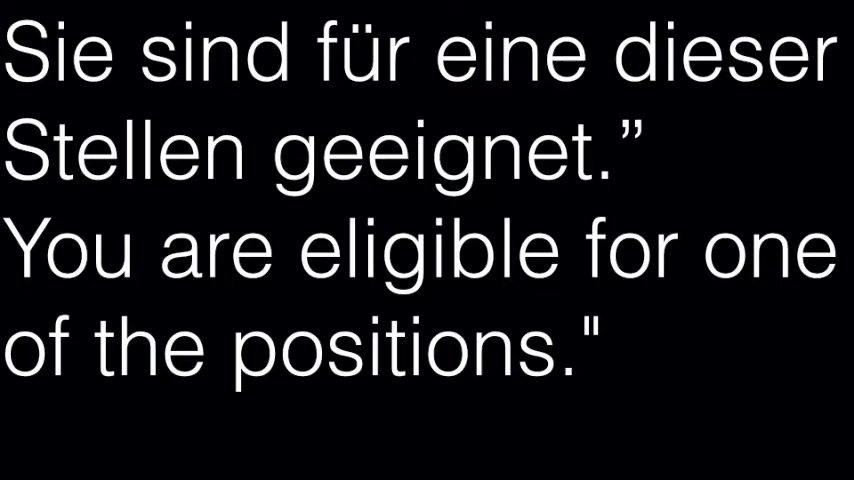 Sie sind für eine dieser
Stellen geeignet.”
You are eligible for one
of the positions."